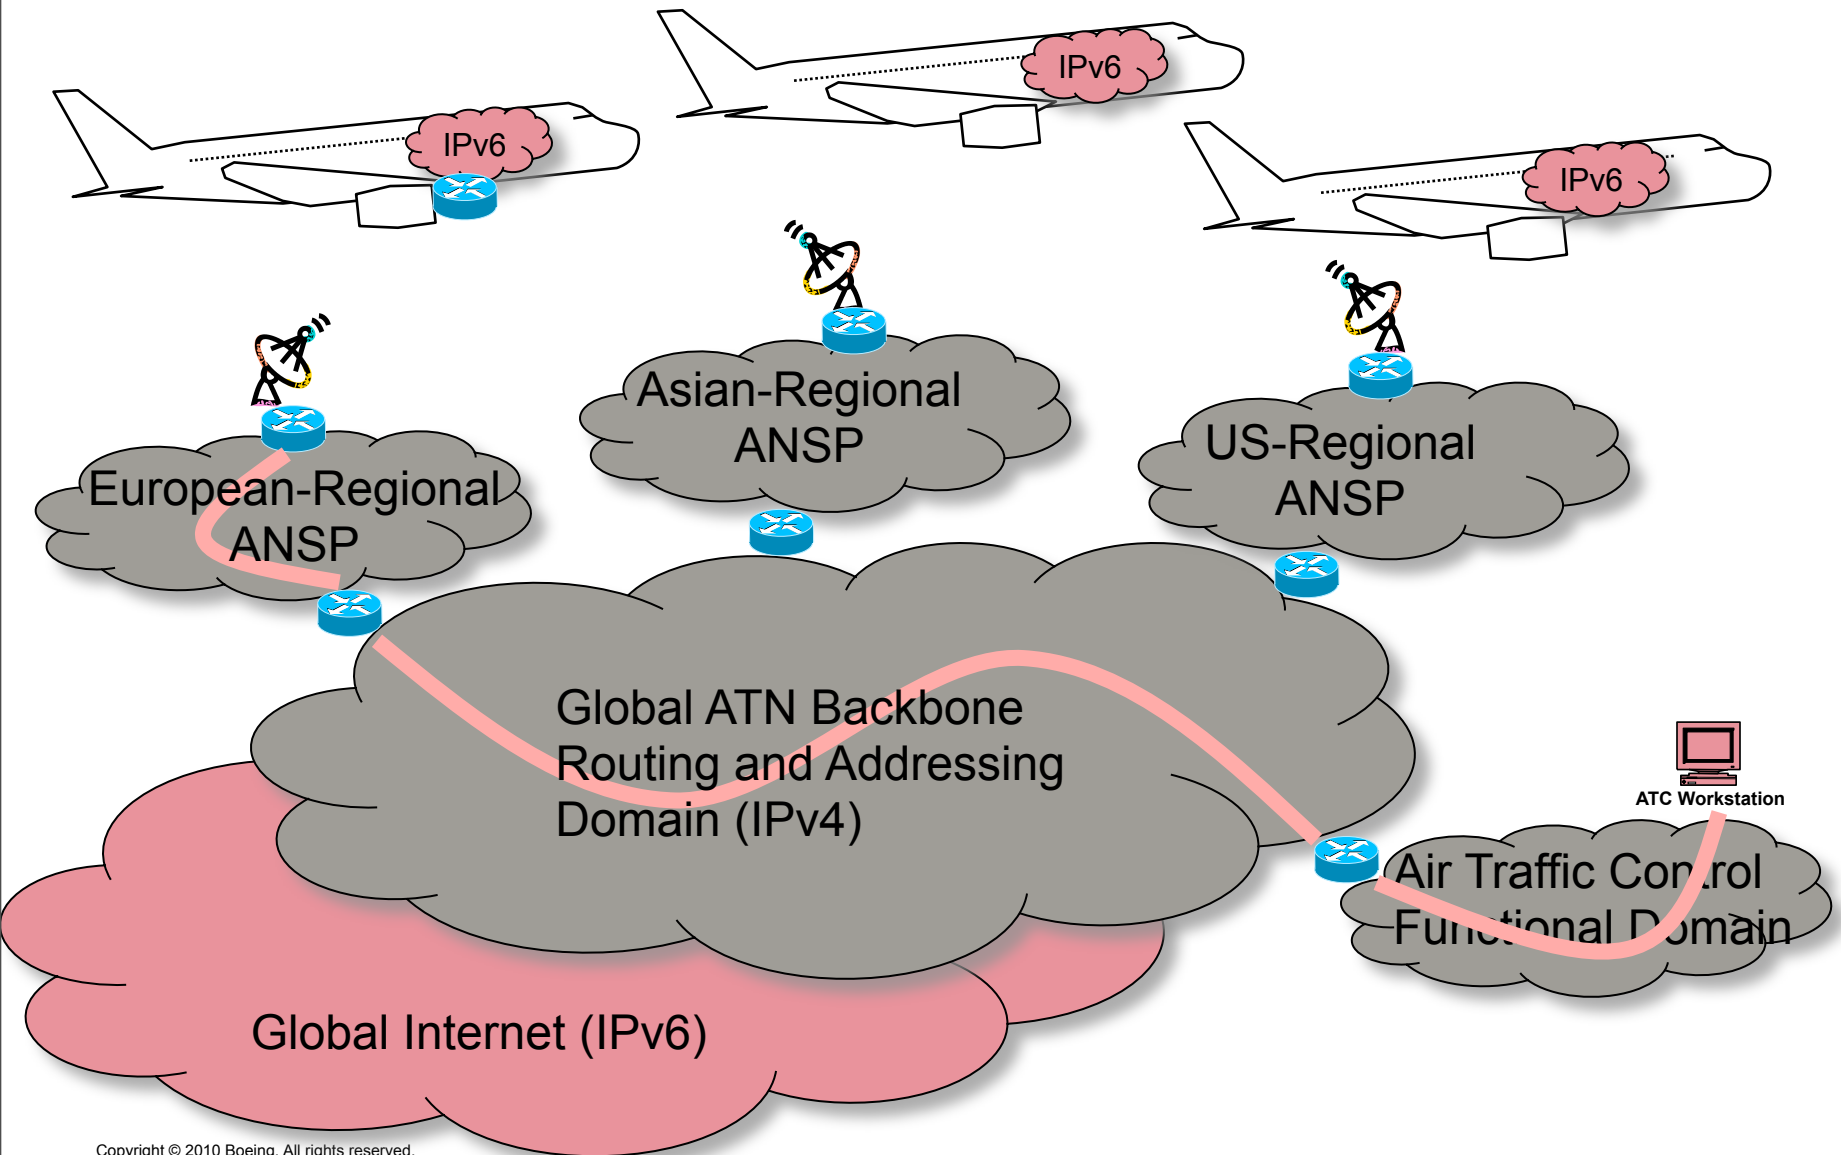 IPv6
IPv6
IPv6
Asian-Regional
ANSP
US-Regional
ANSP
European-Regional
ANSP
Global ATN Backbone
Routing and Addressing
Domain (IPv4)
ATC Workstation
Air Traffic Control
Functional Domain
Global Internet (IPv6)
Copyright © 2010 Boeing. All rights reserved.